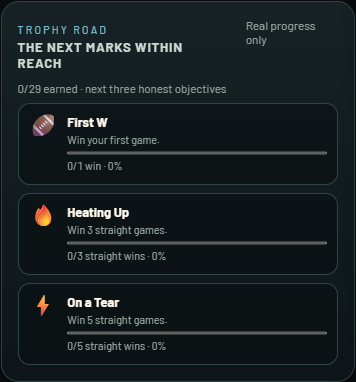 TROPHY ROAD
Real progress
only
THE NEXT MARKS WITHIN
REACH
0/29 earned · next three honest objectives
First W
Win your first game.
0/1 win · 0%
Heating Up
Win 3 straight games.
0/3 straight wins · 0%
On a Tear
Win 5 straight games.
0/5 straight wins · 0%